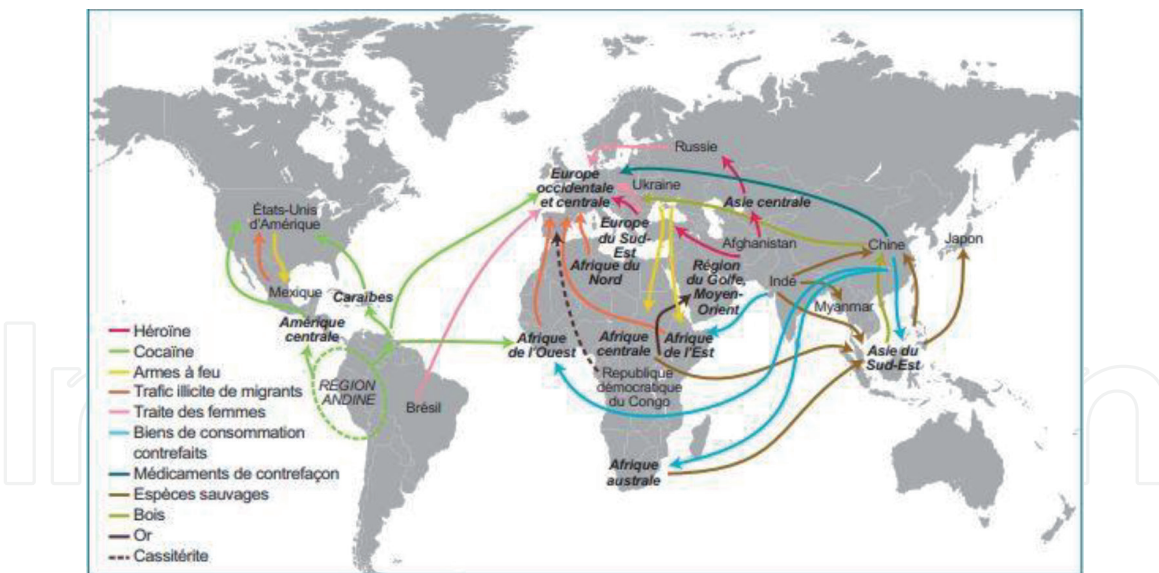 Russie
Europe
occidentale
et centrale
Ukraine
Asie centrale
États-Unis
d'Amérique
Europe
du Sud-
Est
Afghanistan
Chine
Japon
Afrique du
Nord
Région
du Golfe,
Moyen-
Orient
Inde
Mexique
Caraïbes
Myanmar
Amérique
centrale
Afrique
de l'Ouest
Afrique
centrale
Afrique
de l'Est
Asie du
Sud-Est
RÉGION
ANDINE
Brésil
Republique
démocratique
du Congo
Afrique
australe
Héroïne
Cocaïne
Armes à feu
Trafic illicite de migrants
Traite des femmes
Biens de consommation
contrefaits
Médicaments de contrefaçon
Espèces sauvages
Bois
Or
Cassitérite